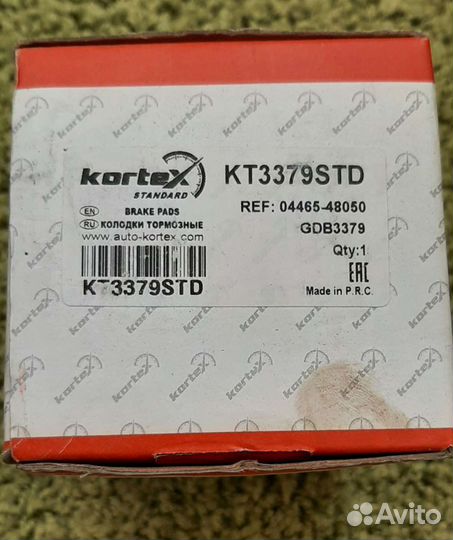 kortex
STANDARD
KT3379STD
REF: 04465-48050
GDB3379
Qty:1
EN BRAKE PADS
RU КОЛОДКИ ТОРМОЗНЫЕ
www.auto-kortex.com
KT3379STD
EAC
Made in P.R.C.
Avito